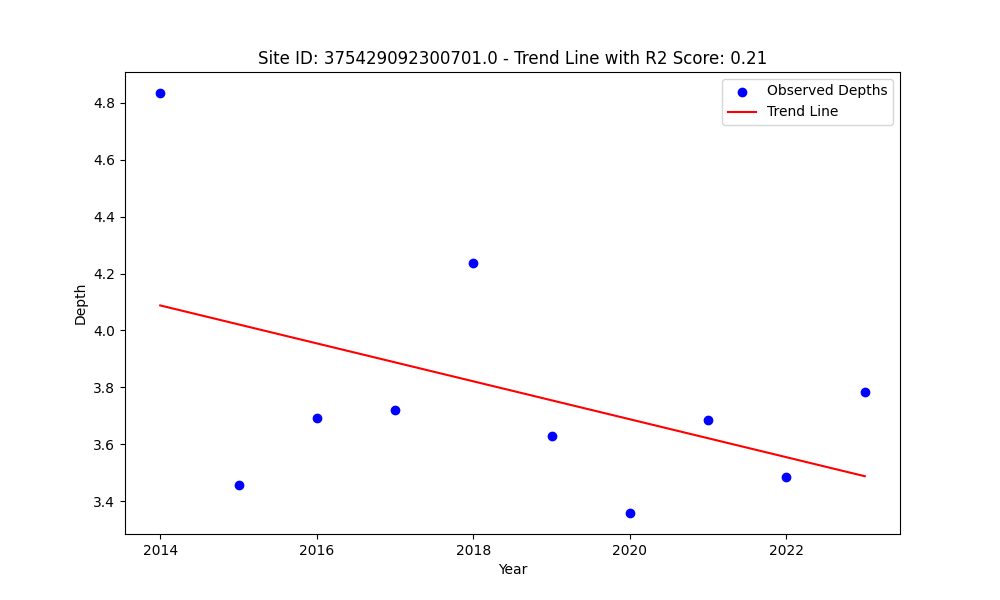 Site ID: 375429092300701.0 - Trend Line with R2 Score: 0.21
Observed Depths
Trend Line
Depth
4.8
4.6
4.4
4.2
4.0
3.8
3.6
3.4
2014
2016
2018
2020
2022
Year